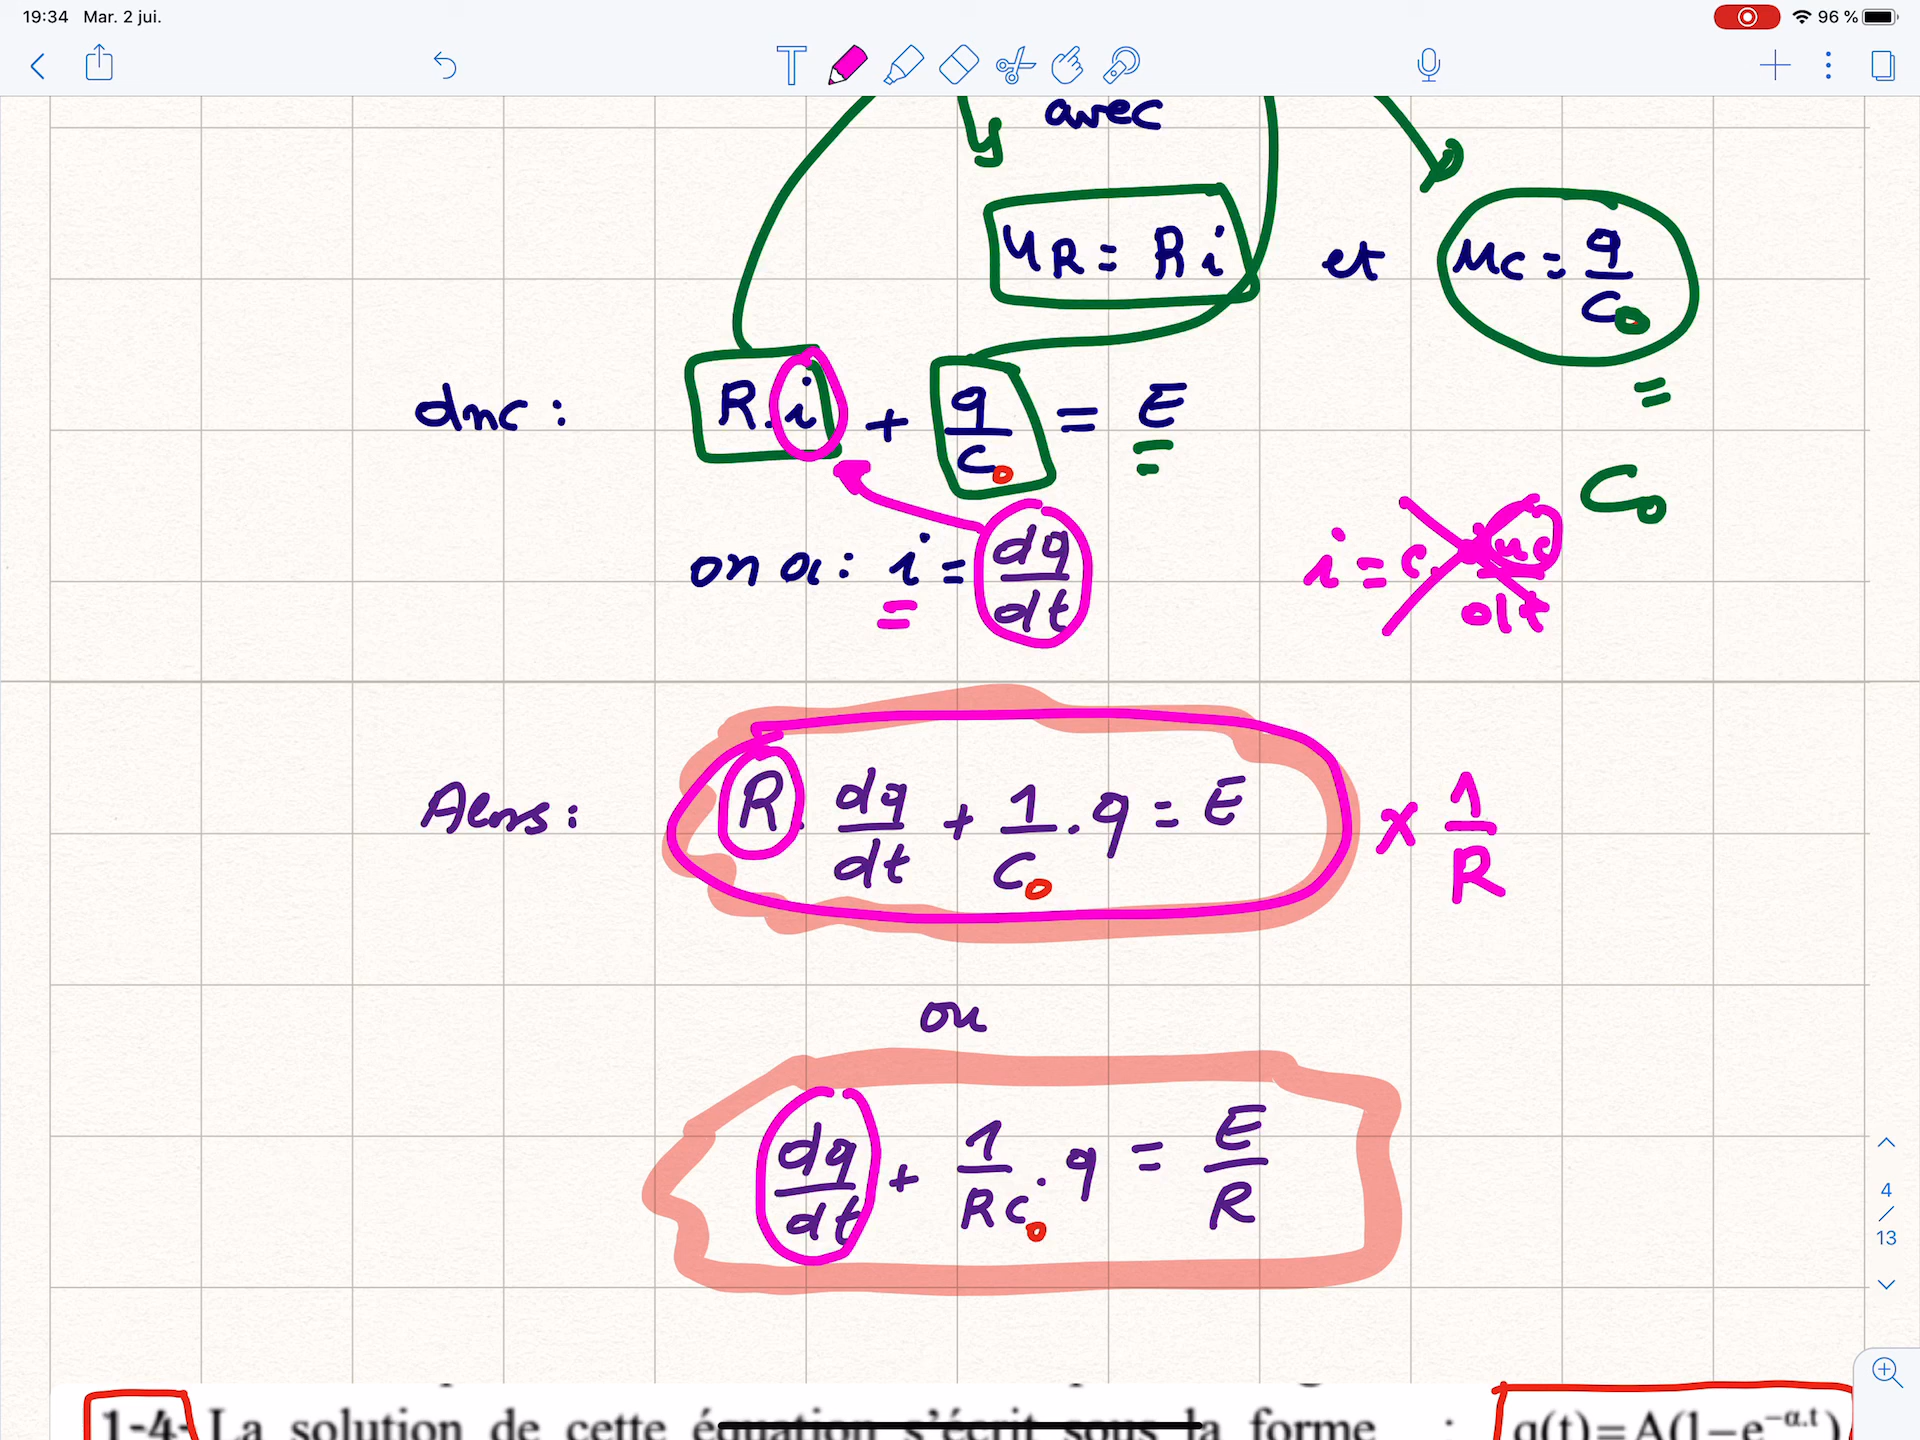 19:34 Mar. 2 jui. 96 %
avec
uR = Ri et uc = q/C₀
dnc : R.i + q/C₀ = E
C₀
on a : i = dq/dt i = c. duc/dt
Alors : R. dq/dt + 1/C₀ . q = E × 1/R
ou
dq/dt + 1/RC₀ . q = E/R
4
/
13
1-4- La solution de cette équation s'écrit sous la forme : q(t)=A(1−e^−α.t)